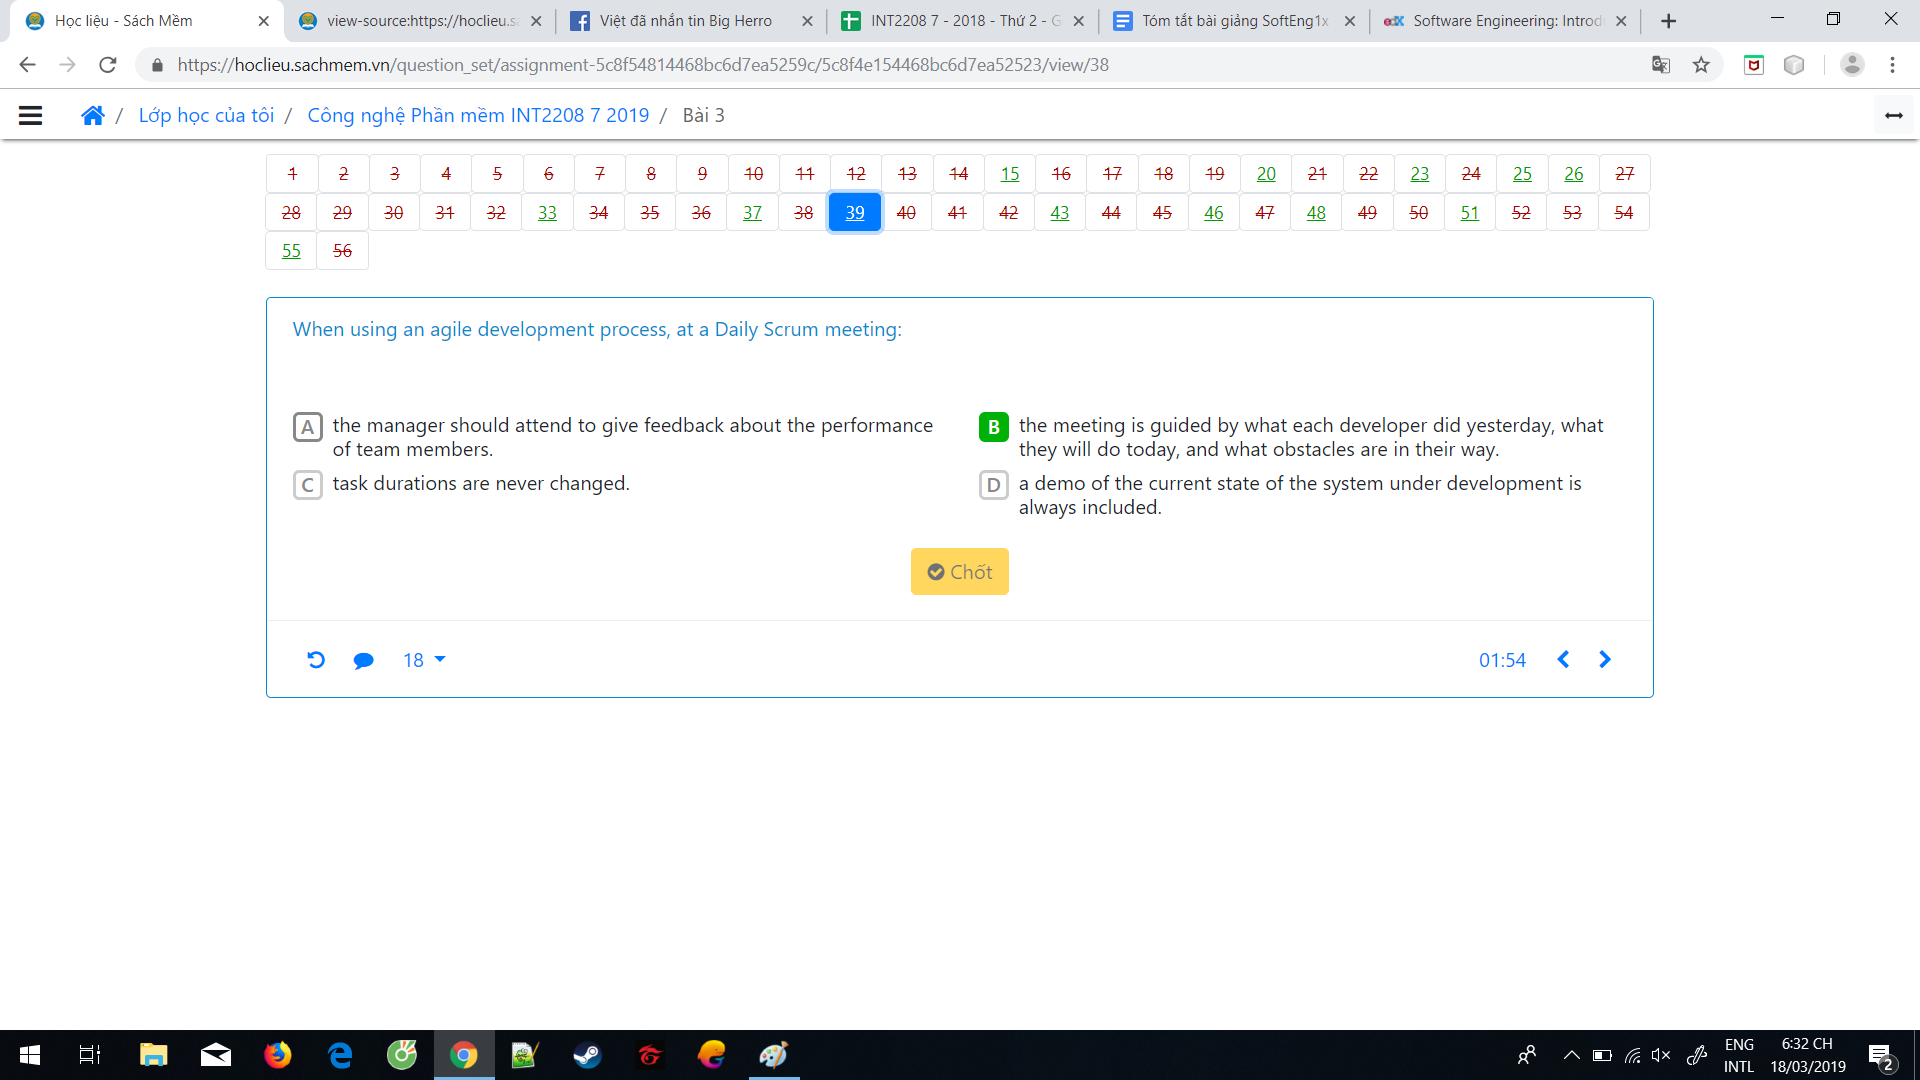 Học liệu - Sách Mềm
view-source:https://hoclieu.sa
Việt đã nhắn tin Big Herro
INT2208 7 - 2018 - Thứ 2 - G
Tóm tắt bài giảng SoftEng1x
edX Software Engineering: Introd
https://hoclieu.sachmem.vn/question_set/assignment-5c8f54814468bc6d7ea5259c/5c8f4e154468bc6d7ea52523/view/38
/ Lớp học của tôi / Công nghệ Phần mềm INT2208 7 2019 / Bài 3
1 2 3 4 5 6 7 8 9 10 11 12 13 14 15 16 17 18 19 20 21 22 23 24 25 26 27
28 29 30 31 32 33 34 35 36 37 38 39 40 41 42 43 44 45 46 47 48 49 50 51 52 53 54
55 56
When using an agile development process, at a Daily Scrum meeting:
A the manager should attend to give feedback about the performance
of team members.
B the meeting is guided by what each developer did yesterday, what
they will do today, and what obstacles are in their way.
C task durations are never changed.
D a demo of the current state of the system under development is
always included.
Chốt
18
01:54
ENG
INTL
6:32 CH
18/03/2019
2